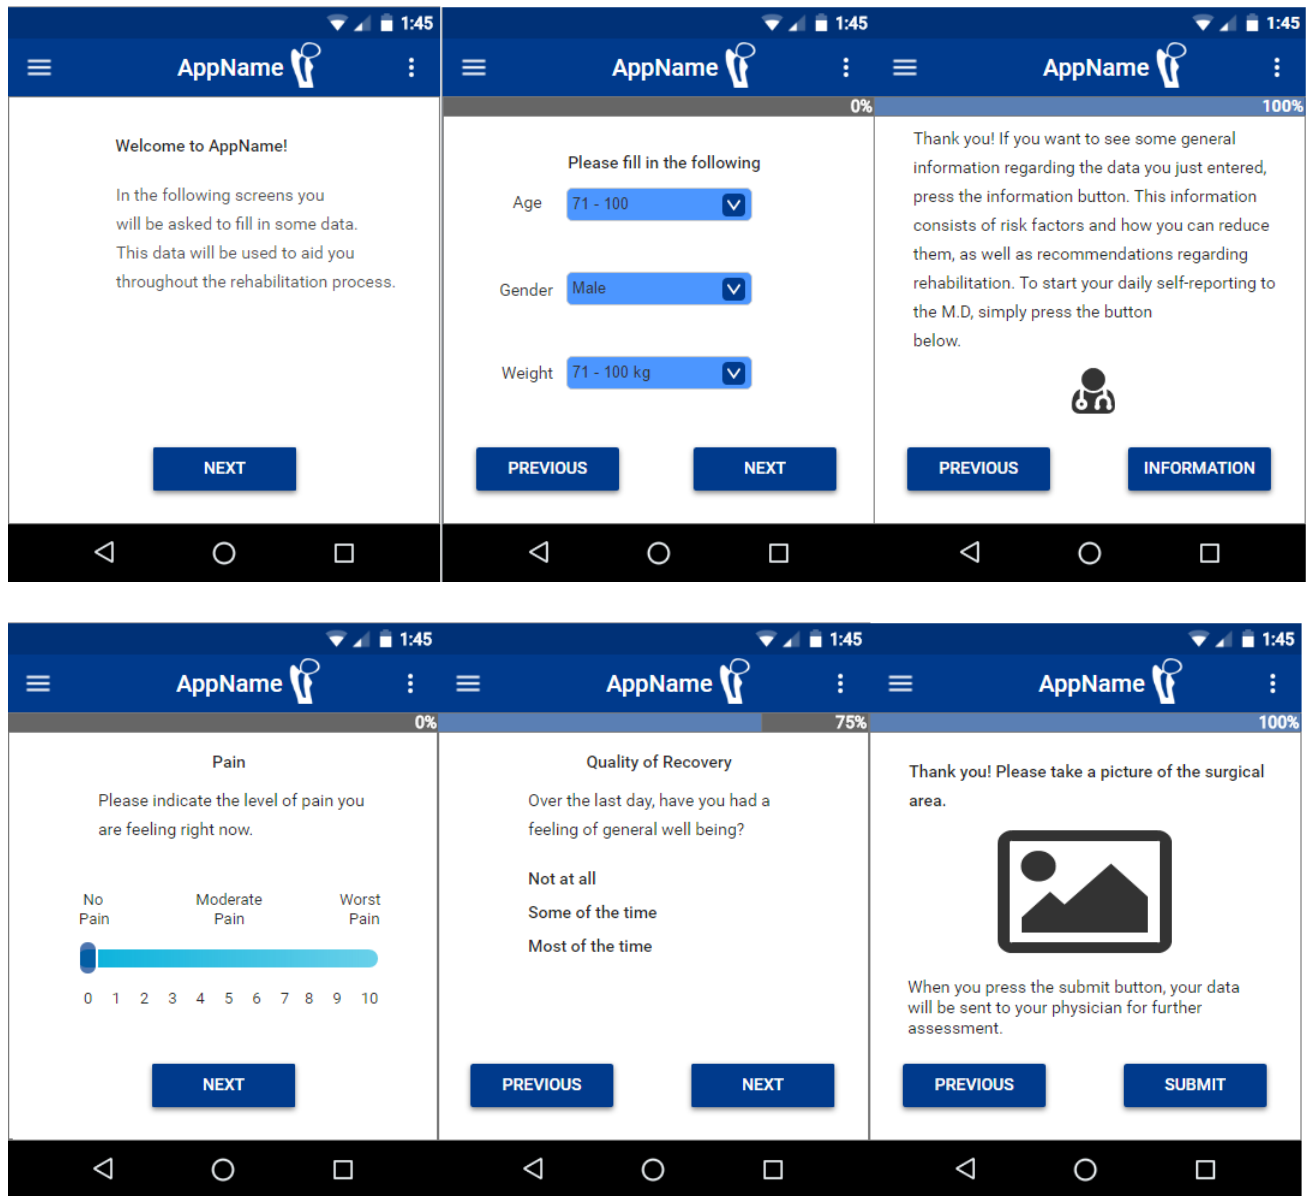 1:45
AppName
Welcome to AppName!
In the following screens you
will be asked to fill in some data.
This data will be used to aid you
throughout the rehabilitation process.
NEXT
1:45
AppName
0%
Please fill in the following
Age
71 - 100
Gender
Male
Weight
71 - 100 kg
PREVIOUS
NEXT
1:45
AppName
100%
Thank you! If you want to see some general
information regarding the data you just entered,
press the information button. This information
consists of risk factors and how you can reduce
them, as well as recommendations regarding
rehabilitation. To start your daily self-reporting to
the M.D, simply press the button
below.
PREVIOUS
INFORMATION
1:45
AppName
0%
Pain
Please indicate the level of pain you
are feeling right now.
No Moderate Worst
Pain Pain Pain
0 1 2 3 4 5 6 7 8 9 10
NEXT
1:45
AppName
75%
Quality of Recovery
Over the last day, have you had a
feeling of general well being?
Not at all
Some of the time
Most of the time
PREVIOUS
NEXT
1:45
AppName
100%
Thank you! Please take a picture of the surgical
area.
When you press the submit button, your data
will be sent to your physician for further
assessment.
PREVIOUS
SUBMIT